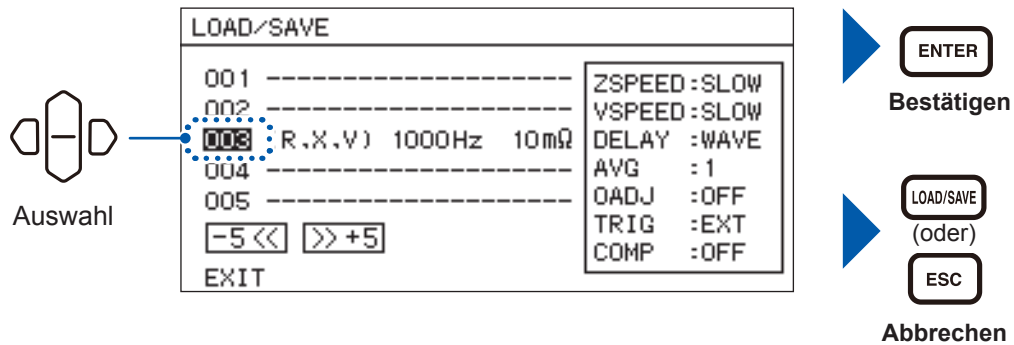 LOAD/SAVE
001 --------------------
002 --------------------
003 R.X.V) 1000Hz 10mΩ
004 --------------------
005 --------------------
-5 << >> +5
EXIT
ZSPEED:SLOW
VSPEED:SLOW
DELAY :WAVE
AVG :1
OADJ :OFF
TRIG :EXT
COMP :OFF
Auswahl
ENTER
Bestätigen
LOAD/SAVE
(oder)
ESC
Abbrechen